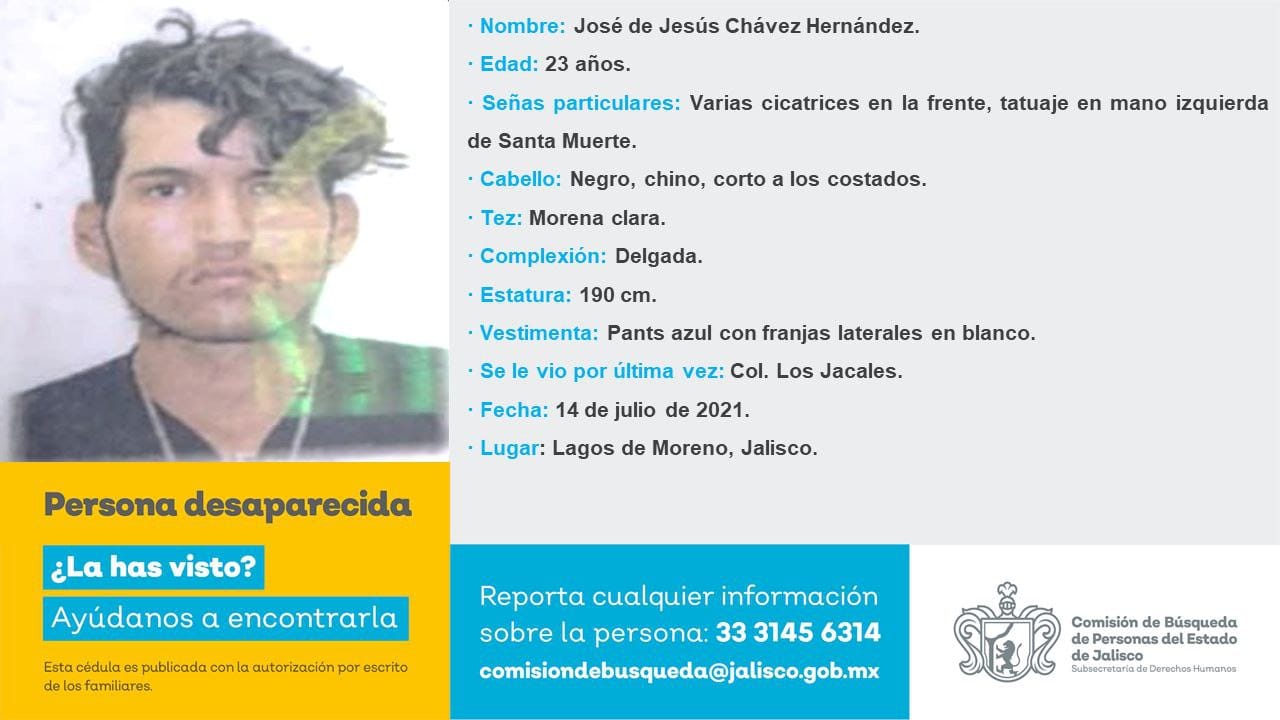 · Nombre: José de Jesús Chávez Hernández.
· Edad: 23 años.
· Señas particulares: Varias cicatrices en la frente, tatuaje en mano izquierda
de Santa Muerte.
· Cabello: Negro, chino, corto a los costados.
· Tez: Morena clara.
· Complexión: Delgada.
· Estatura: 190 cm.
· Vestimenta: Pants azul con franjas laterales en blanco.
· Se le vio por última vez: Col. Los Jacales.
· Fecha: 14 de julio de 2021.
· Lugar: Lagos de Moreno, Jalisco.
Persona desaparecida
¿La has visto?
Ayúdanos a encontrarla
Esta cédula es publicada con la autorización por escrito
de los familiares.
Reporta cualquier información
sobre la persona: 33 3145 6314
comisiondebusqueda@jalisco.gob.mx
Comisión de Búsqueda
de Personas del Estado
de Jalisco
Subsecretaría de Derechos Humanos